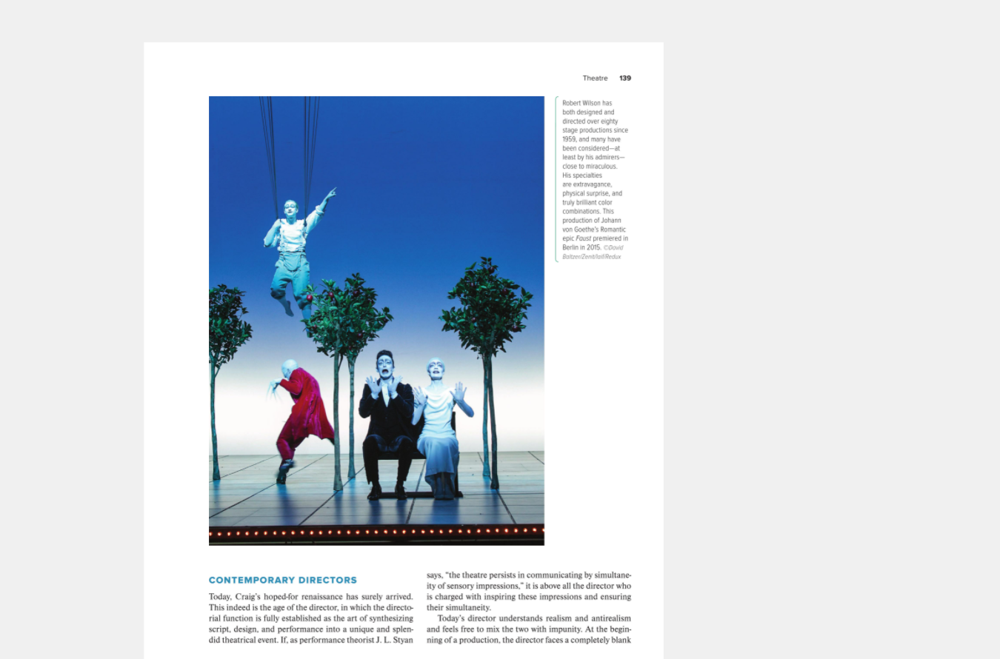 Theatre 139
Robert Wilson has
both designed and
directed over eighty
stage productions since
1959, and many have
been considered—at
least by his admirers—
close to miraculous.
His specialties
are extravagance,
physical surprise, and
truly brilliant color
combinations. This
production of Johann
von Goethe's Romantic
epic Faust premiered in
Berlin in 2015. ©David
Baltzer/Zenit/laif/Redux
CONTEMPORARY DIRECTORS
Today, Craig's hoped-for renaissance has surely arrived.
This indeed is the age of the director, in which the directo-
rial function is fully established as the art of synthesizing
script, design, and performance into a unique and splen-
did theatrical event. If, as performance theorist J. L. Styan
says, “the theatre persists in communicating by simultane-
ity of sensory impressions,” it is above all the director who
is charged with inspiring these impressions and ensuring
their simultaneity.
Today's director understands realism and antirealism
and feels free to mix the two with impunity. At the begin-
ning of a production, the director faces a completely blank